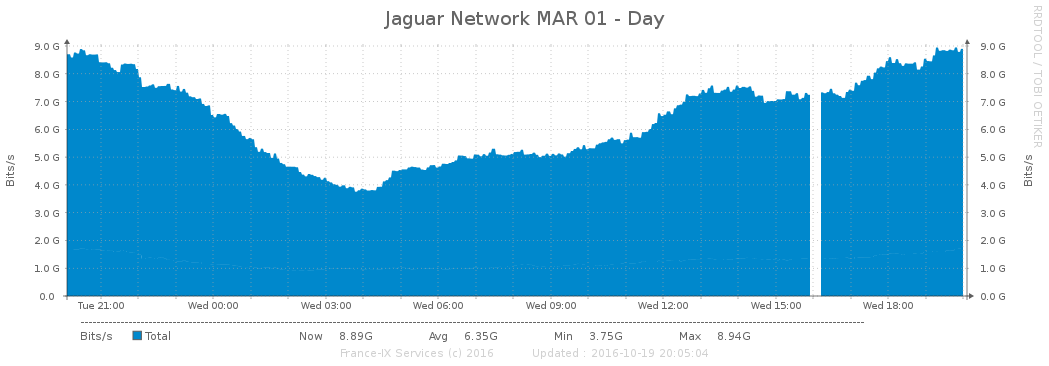 Jaguar Network MAR 01 - Day
RRDTOOL / TOBI OETIKER
Bits/s
9.0 G
8.0 G
7.0 G
6.0 G
5.0 G
4.0 G
3.0 G
2.0 G
1.0 G
0.0
9.0 G
8.0 G
7.0 G
6.0 G
5.0 G
4.0 G
3.0 G
2.0 G
1.0 G
0.0 G
Bits/s
Tue 21:00 Wed 00:00 Wed 03:00 Wed 06:00 Wed 09:00 Wed 12:00 Wed 15:00 Wed 18:00
Bits/s Total Now 8.89G Avg 6.35G Min 3.75G Max 8.94G
France-IX Services (c) 2016 Updated : 2016-10-19 20:05:04